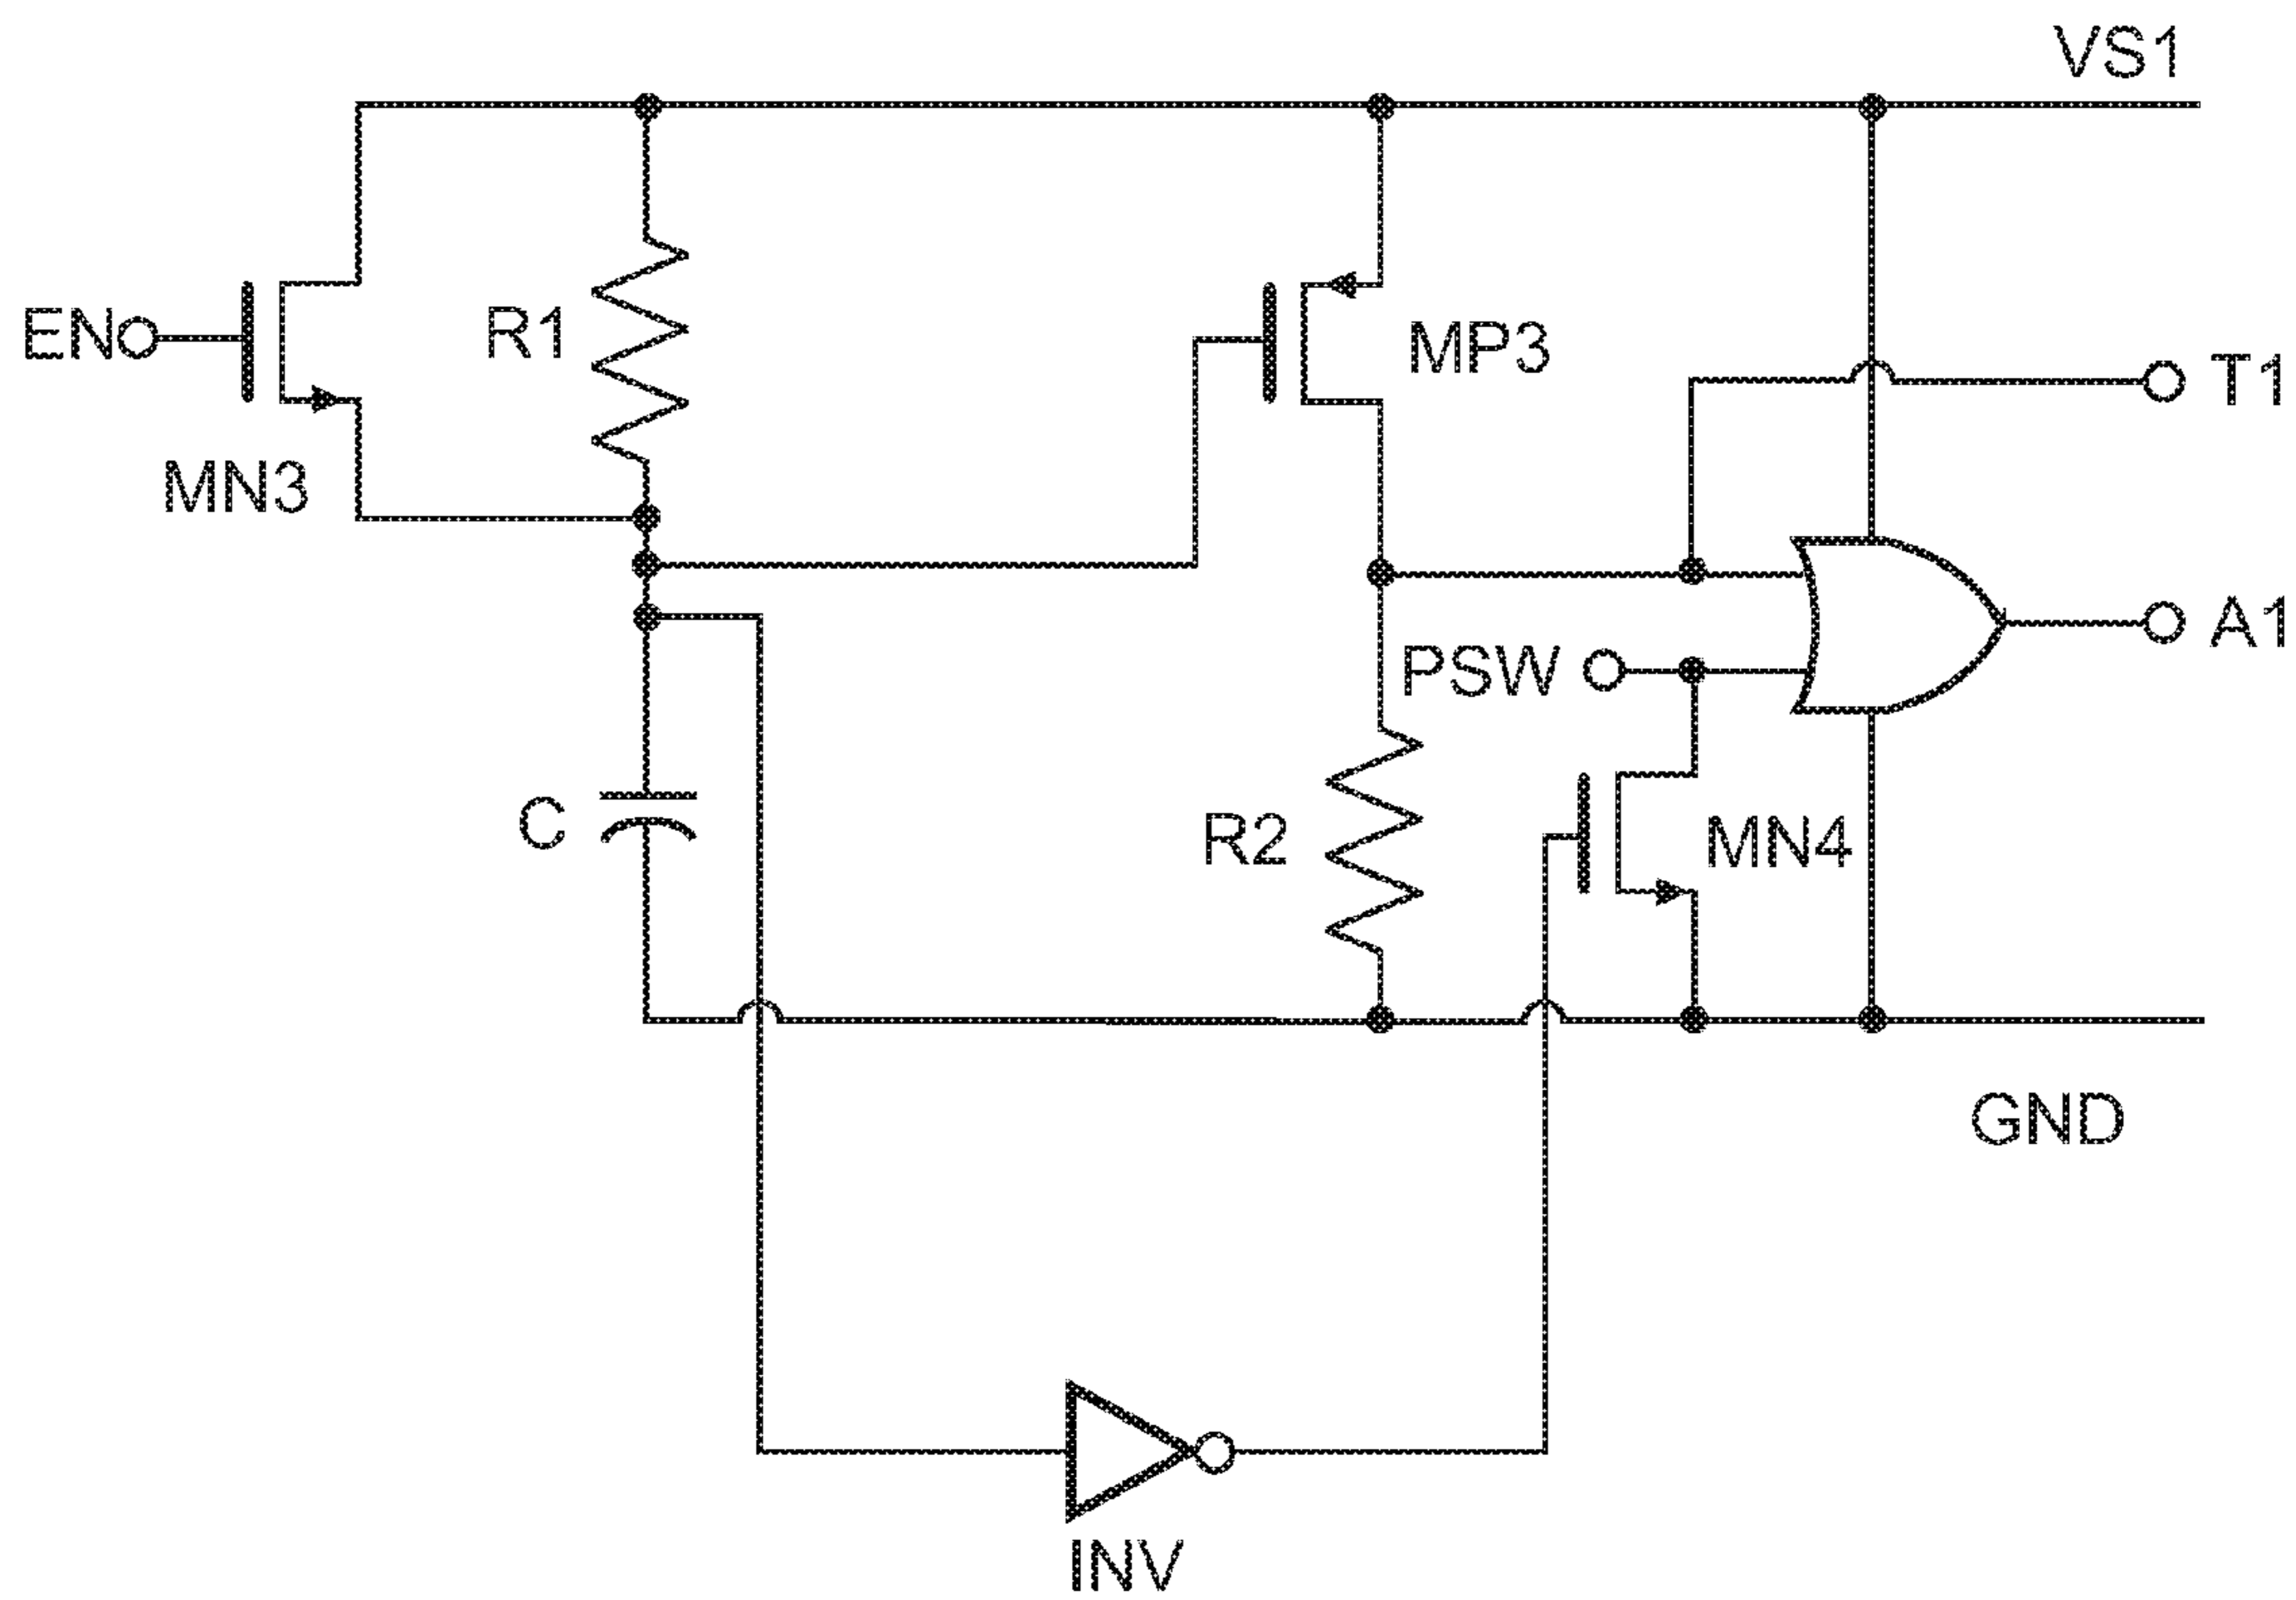 VS1
EN
R1
MP3
T1
MN3
A1
PSW
C
R2
MN4
GND
INV